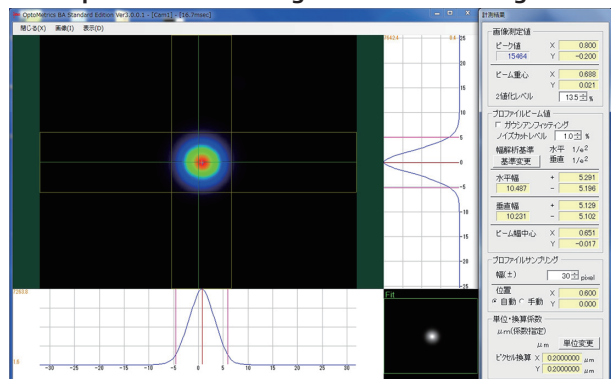 OptoMetrics BA Standard Edition Ver3.0.0.1 - [Cam1] - [16.7msec]
閉じる(X) 画像(I) 表示(D)
25
20
15
10
5
0
-5
-10
-15
-20
-25
Fit
-30 -25 -20 -15 -10 -5 0 5 10 15 20 25 30
計測結果
画像測定値
ピーク値 X 0.800
15464 Y -0.200
ビーム重心 X 0.688
Y 0.021
2値化レベル 13.5 %
プロファイルビーム値
ガウシアンフィッティング
ノイズカットレベル 1.0 %
幅解析基準 水平 1/e²
基準変更 垂直 1/e²
水平幅 + 5.291
10.487 - 5.196
垂直幅 + 5.129
10.231 - 5.102
ビーム幅中心 X 0.651
Y -0.017
プロファイルサンプリング
幅(±) 30 pixel
位置 X 0.600
自動 手動 Y 0.000
単位・換算係数
μm(係数指定)
μm 単位変更
ピクセル換算 X 0.2000000 μm
Y 0.2000000 μm